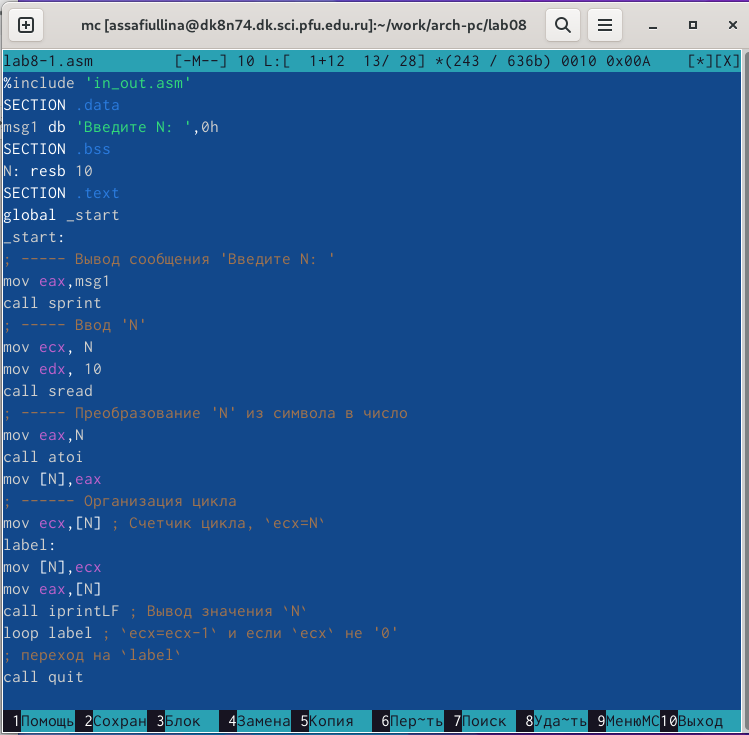 mc [assafiullina@dk8n74.dk.sci.pfu.edu.ru]:~/work/arch-pc/lab08
lab8-1.asm [-M--] 10 L:[ 1+12 13/ 28] *(243 / 636b) 0010 0x00A [*][X]
%include 'in_out.asm'
SECTION .data
msg1 db 'Введите N: ',0h
SECTION .bss
N: resb 10
SECTION .text
global _start
_start:
; ----- Вывод сообщения 'Введите N: '
mov eax,msg1
call sprint
; ----- Ввод 'N'
mov ecx, N
mov edx, 10
call sread
; ----- Преобразование 'N' из символа в число
mov eax,N
call atoi
mov [N],eax
; ------ Организация цикла
mov ecx,[N] ; Счетчик цикла, `ecx=N`
label:
mov [N],ecx
mov eax,[N]
call iprintLF ; Вывод значения `N`
loop label ; `ecx=ecx-1` и если `ecx` не '0'
; переход на `label`
call quit
1Помощь 2Сохран 3Блок 4Замена 5Копия 6Пер~ть 7Поиск 8Уда~ть 9МенюMC 10Выход